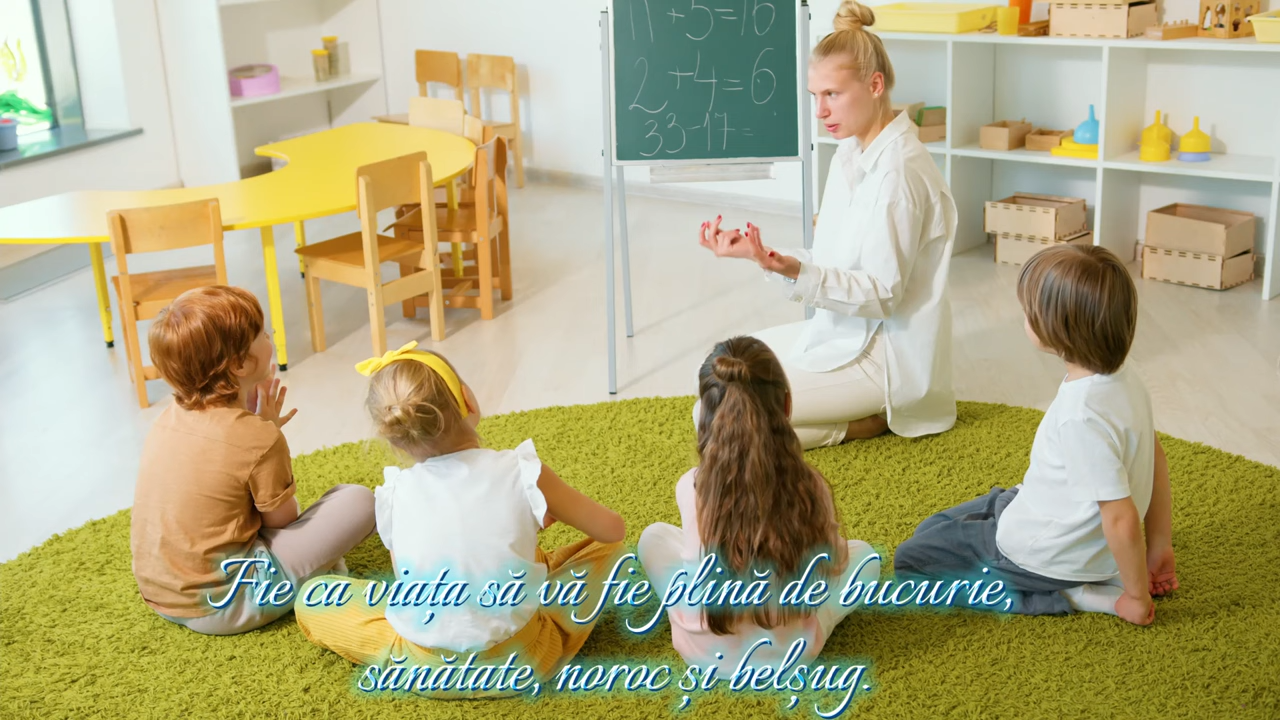 11+5=16
2+4=6
33-17=
Fie ca viața să vă fie plină de bucurie,
sănătate, noroc și belșug.